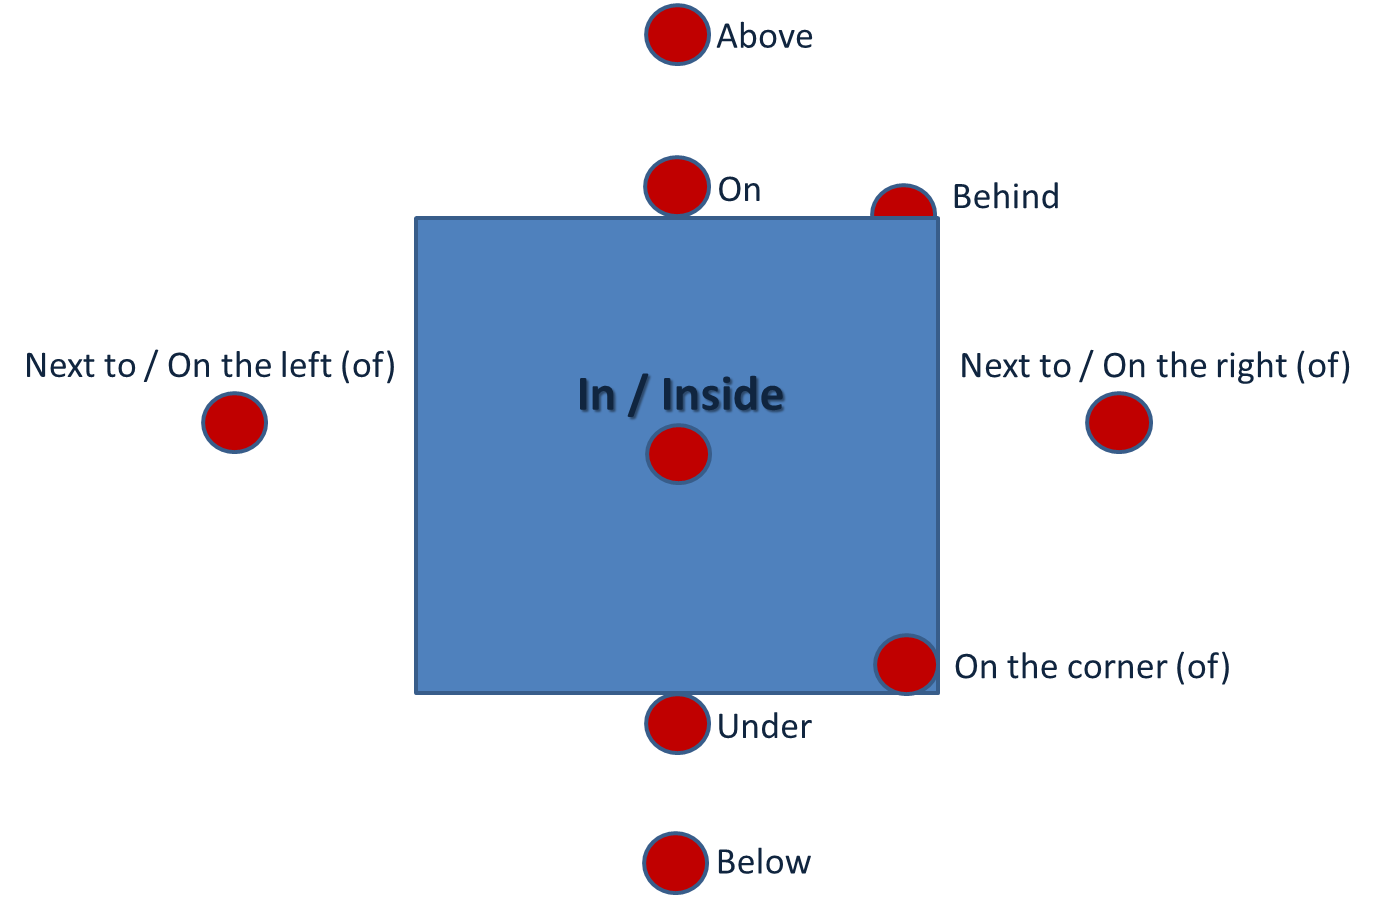 Above
On
Behind
Next to / On the left (of)
Next to / On the right (of)
In / Inside
On the corner (of)
Under
Below